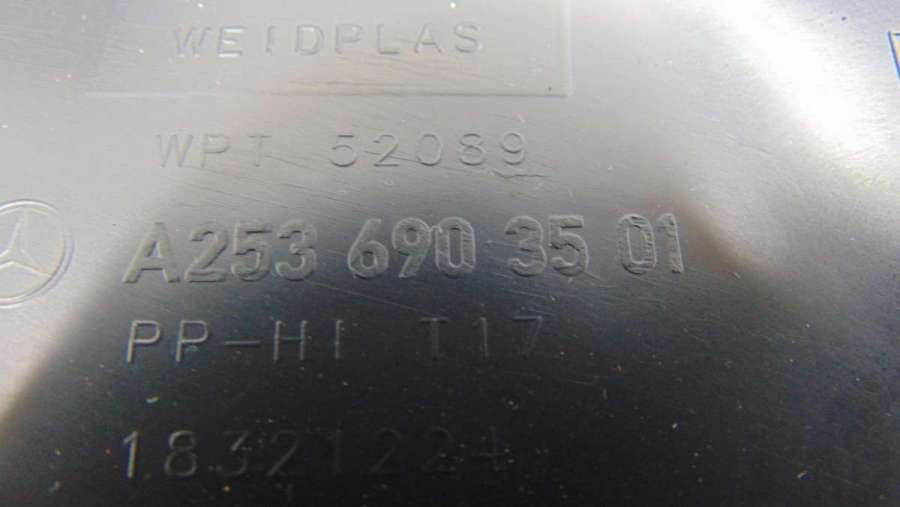 WEIDPLAS
WPT 52089
A253 690 35 01
PP-HI T17
18321224